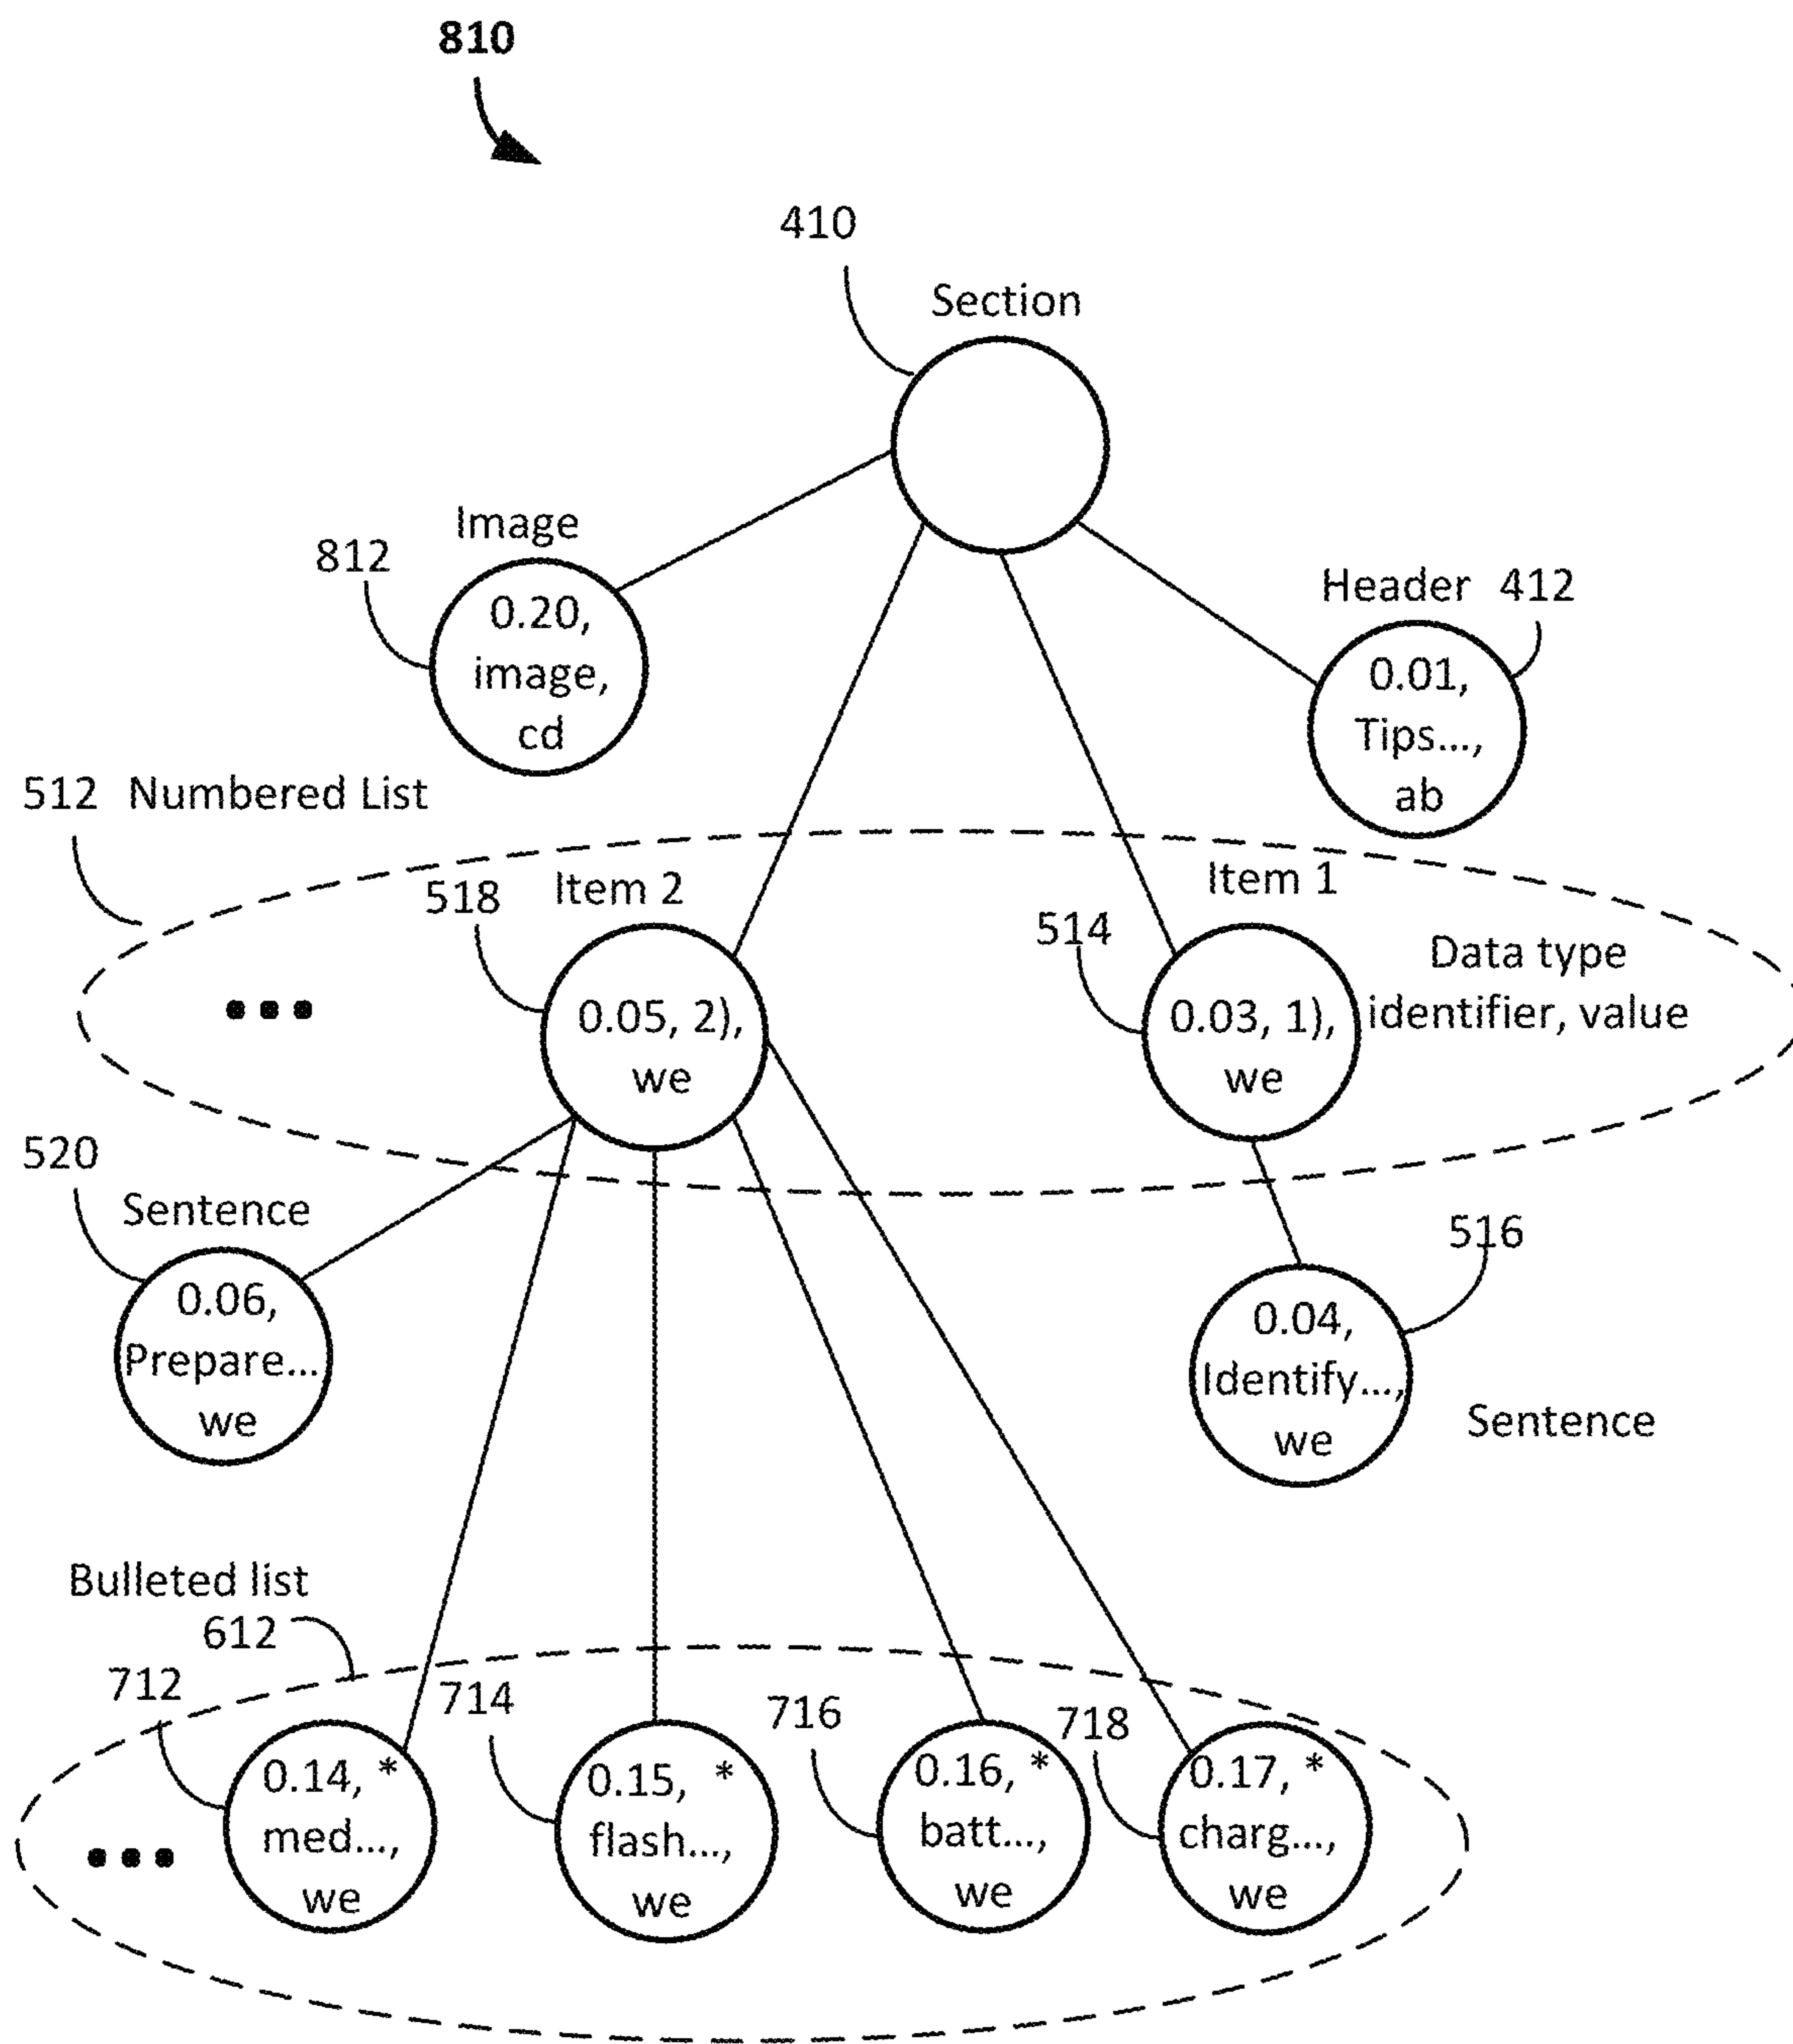 810
410
Section
Image
812
0.20,
image,
cd
Header 412
0.01,
Tips...,
ab
512 Numbered List
518
Item 2
0.05, 2),
we
Item 1
514
0.03, 1),
we
Data type
identifier, value
520
Sentence
0.06,
Prepare...
we
516
0.04,
Identify...,
we
Sentence
Bulleted list
612
712
0.14, *
med...,
we
714
0.15, *
flash...,
we
716
0.16, *
batt...,
we
718
0.17, *
charg...,
we